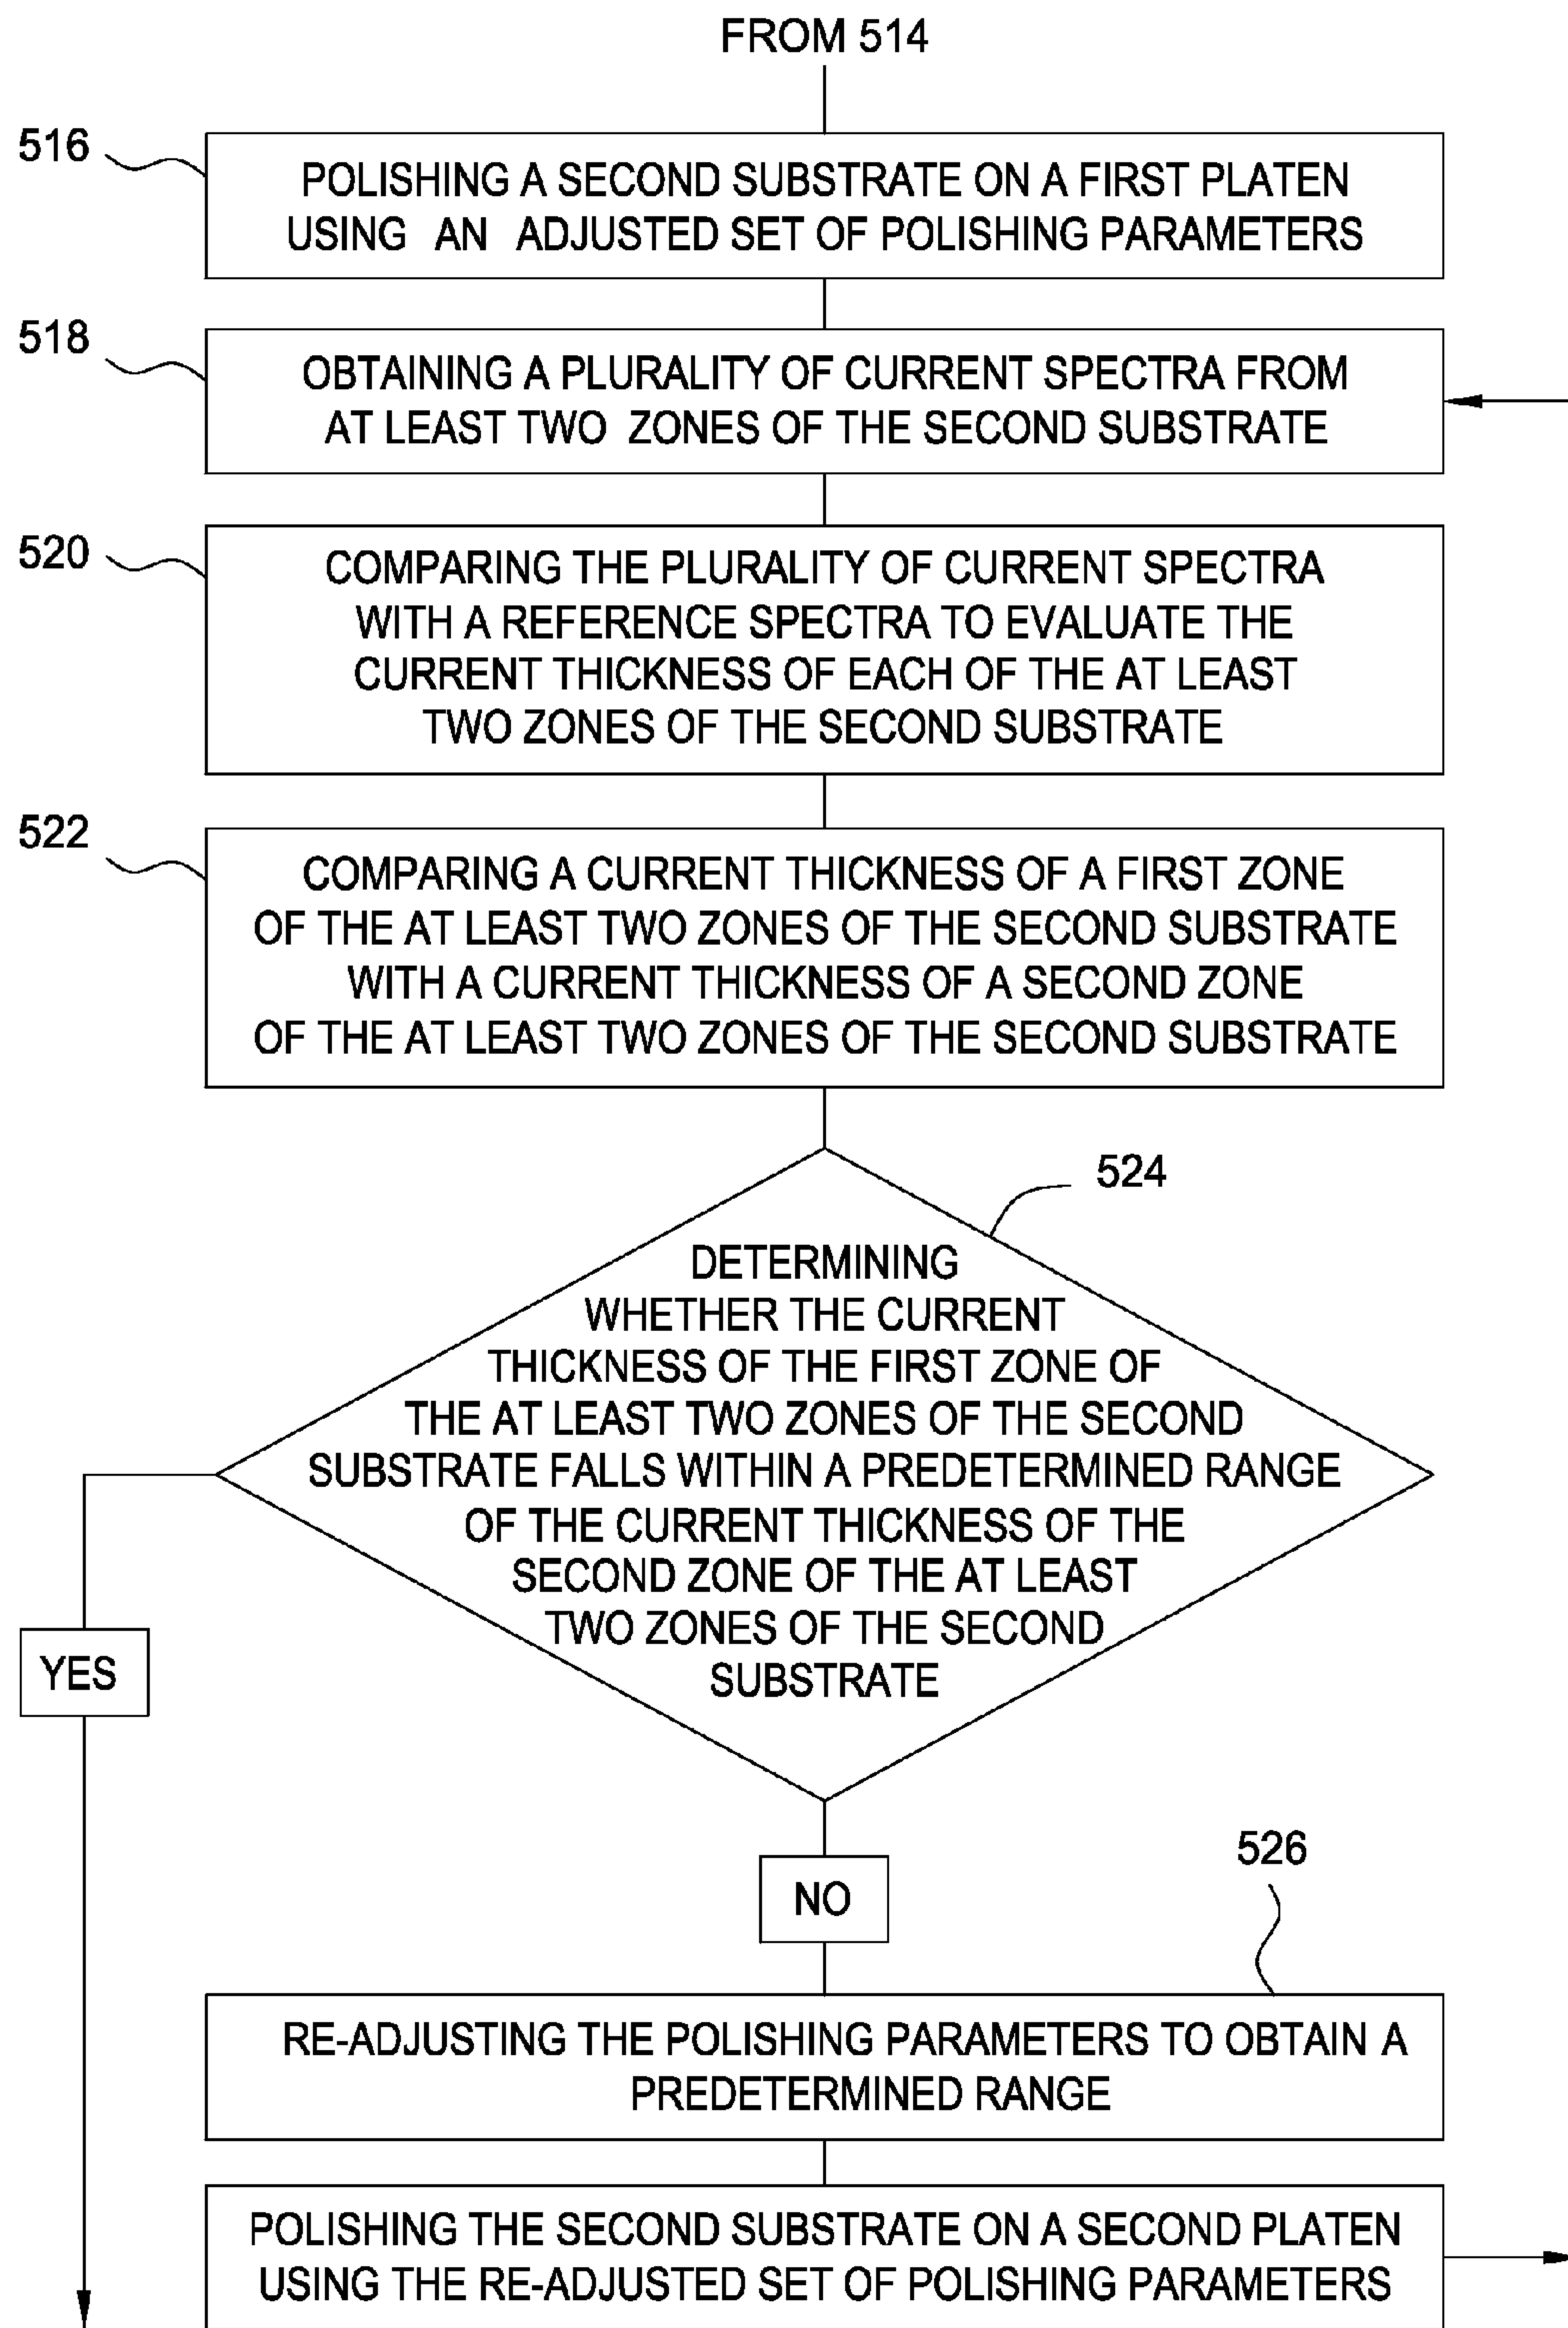 FROM 514
516
POLISHING A SECOND SUBSTRATE ON A FIRST PLATEN
USING AN ADJUSTED SET OF POLISHING PARAMETERS
518
OBTAINING A PLURALITY OF CURRENT SPECTRA FROM
AT LEAST TWO ZONES OF THE SECOND SUBSTRATE
520
COMPARING THE PLURALITY OF CURRENT SPECTRA
WITH A REFERENCE SPECTRA TO EVALUATE THE
CURRENT THICKNESS OF EACH OF THE AT LEAST
TWO ZONES OF THE SECOND SUBSTRATE
522
COMPARING A CURRENT THICKNESS OF A FIRST ZONE
OF THE AT LEAST TWO ZONES OF THE SECOND SUBSTRATE
WITH A CURRENT THICKNESS OF A SECOND ZONE
OF THE AT LEAST TWO ZONES OF THE SECOND SUBSTRATE
524
DETERMINING
WHETHER THE CURRENT
THICKNESS OF THE FIRST ZONE OF
THE AT LEAST TWO ZONES OF THE SECOND
SUBSTRATE FALLS WITHIN A PREDETERMINED RANGE
OF THE CURRENT THICKNESS OF THE
SECOND ZONE OF THE AT LEAST
TWO ZONES OF THE SECOND
SUBSTRATE
YES
NO
526
RE-ADJUSTING THE POLISHING PARAMETERS TO OBTAIN A
PREDETERMINED RANGE
POLISHING THE SECOND SUBSTRATE ON A SECOND PLATEN
USING THE RE-ADJUSTED SET OF POLISHING PARAMETERS